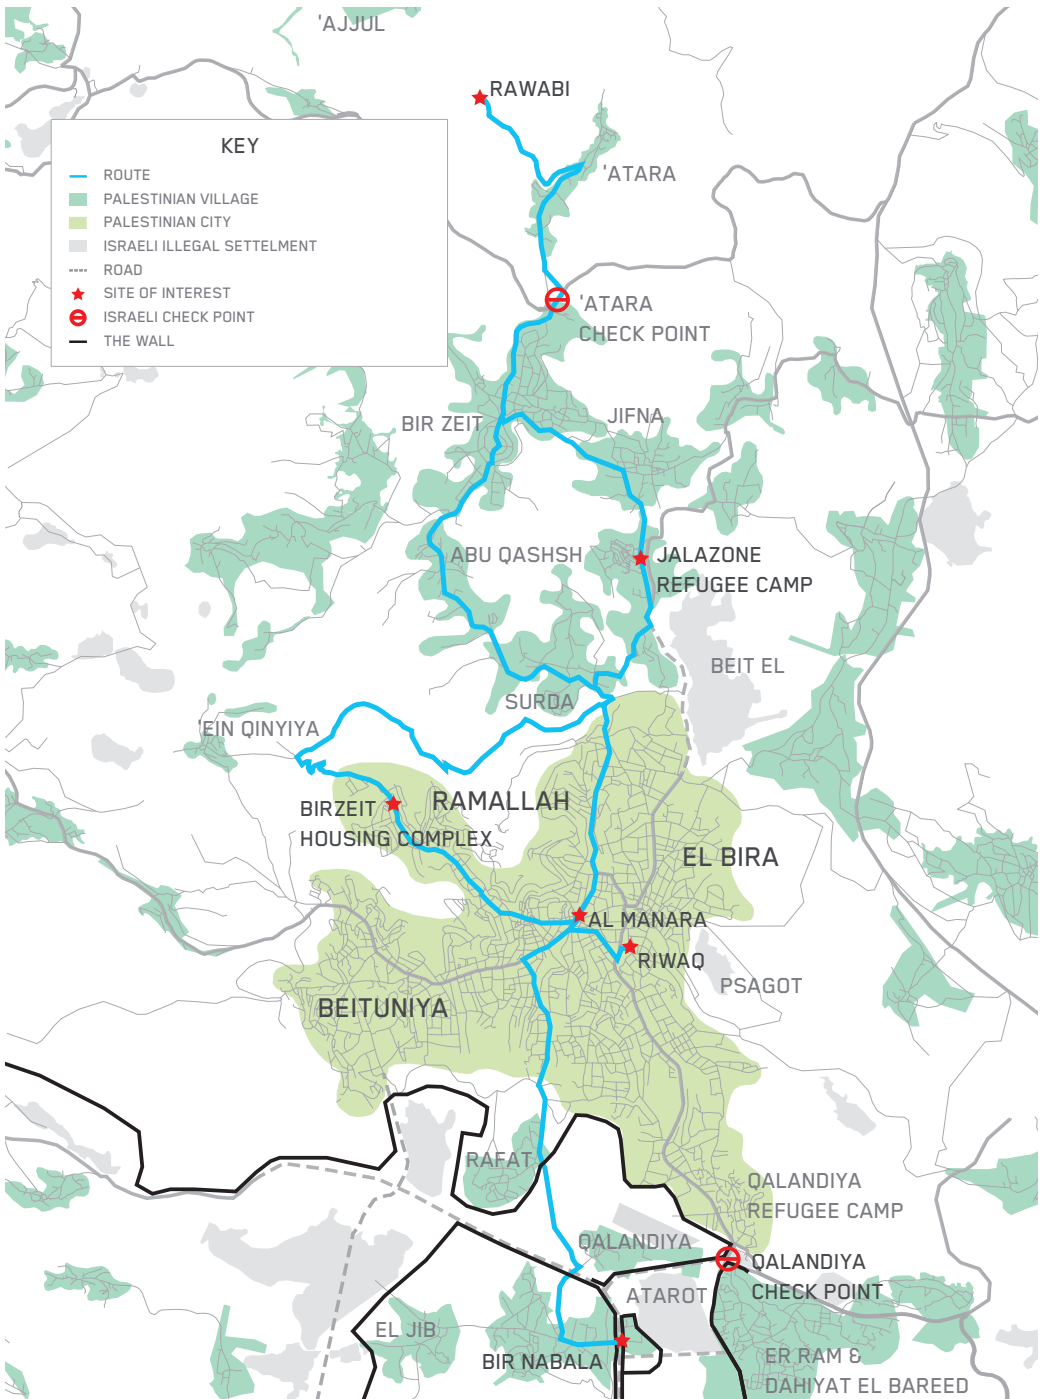 'AJJUL
RAWABI
KEY
ROUTE
PALESTINIAN VILLAGE
PALESTINIAN CITY
ISRAELI ILLEGAL SETTELMENT
ROAD
SITE OF INTEREST
ISRAELI CHECK POINT
THE WALL
'ATARA
'ATARA
CHECK POINT
JIFNA
BIR ZEIT
ABU QASHSH
JALAZONE
REFUGEE CAMP
BEIT EL
SURDA
'EIN QINYIYA
RAMALLAH
BIRZEIT
HOUSING COMPLEX
EL BIRA
AL MANARA
RIWAQ
PSAGOT
BEITUNIYA
RAFAT
QALANDIYA
REFUGEE CAMP
QALANDIYA
QALANDIYA
CHECK POINT
ATAROT
EL JIB
BIR NABALA
ER RAM &
DAHIYAT EL BAREED